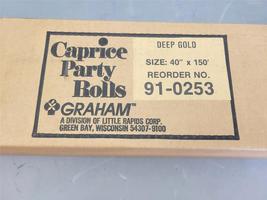 Caprice
Party
Rolls
GRAHAM™
A DIVISION OF LITTLE RAPIDS CORP.
GREEN BAY, WISCONSIN 54307-9100
DEEP GOLD
SIZE: 40" x 150'
REORDER NO.
91-0253